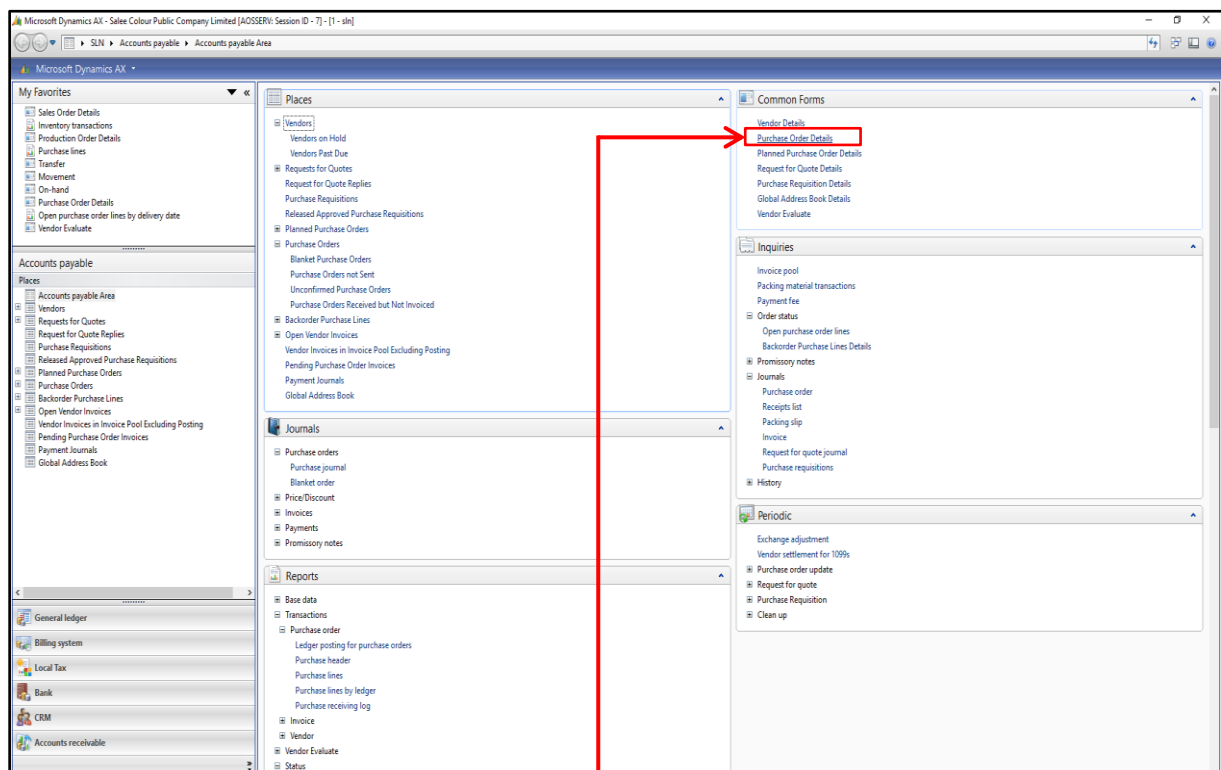 Microsoft Dynamics AX - Salee Colour Public Company Limited [AOSSERV: Session ID - 7] - [1 - sln]
SLN
Accounts payable
Accounts payable Area
Microsoft Dynamics AX
My Favorites
Sales Order Details
Inventory transactions
Production Order Details
Purchase lines
Transfer
Movement
On-hand
Purchase Order Details
Open purchase order lines by delivery date
Vendor Evaluate
Accounts payable
Places
Accounts payable Area
Vendors
Requests for Quotes
Request for Quote Replies
Purchase Requisitions
Released Approved Purchase Requisitions
Planned Purchase Orders
Purchase Orders
Backorder Purchase Lines
Open Vendor Invoices
Vendor Invoices in Invoice Pool Excluding Posting
Pending Purchase Order Invoices
Payment Journals
Global Address Book
General ledger
Billing system
Local Tax
Bank
CRM
Accounts receivable
Places
Vendors
Vendors on Hold
Vendors Past Due
Requests for Quotes
Request for Quote Replies
Purchase Requisitions
Released Approved Purchase Requisitions
Planned Purchase Orders
Purchase Orders
Blanket Purchase Orders
Purchase Orders not Sent
Unconfirmed Purchase Orders
Purchase Orders Received but Not Invoiced
Backorder Purchase Lines
Open Vendor Invoices
Vendor Invoices in Invoice Pool Excluding Posting
Pending Purchase Order Invoices
Payment Journals
Global Address Book
Journals
Purchase orders
Purchase journal
Blanket order
Price/Discount
Invoices
Payments
Promissory notes
Reports
Base data
Transactions
Purchase order
Ledger posting for purchase orders
Purchase header
Purchase lines
Purchase lines by ledger
Purchase receiving log
Invoice
Vendor
Vendor Evaluate
Status
Common Forms
Vendor Details
Purchase Order Details
Planned Purchase Order Details
Request for Quote Details
Purchase Requisition Details
Global Address Book Details
Vendor Evaluate
Inquiries
Invoice pool
Packing material transactions
Payment fee
Order status
Open purchase order lines
Backorder Purchase Lines Details
Promissory notes
Journals
Purchase order
Receipts list
Packing slip
Invoice
Request for quote journal
Purchase requisitions
History
Periodic
Exchange adjustment
Vendor settlement for 1099s
Purchase order update
Request for quote
Purchase Requisition
Clean up